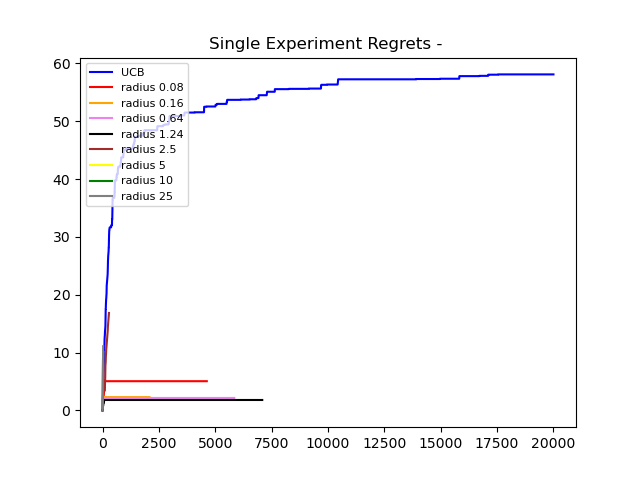 Single Experiment Regrets -
60
50
40
30
20
10
0
UCB
radius 0.08
radius 0.16
radius 0.64
radius 1.24
radius 2.5
radius 5
radius 10
radius 25
0 2500 5000 7500 10000 12500 15000 17500 20000